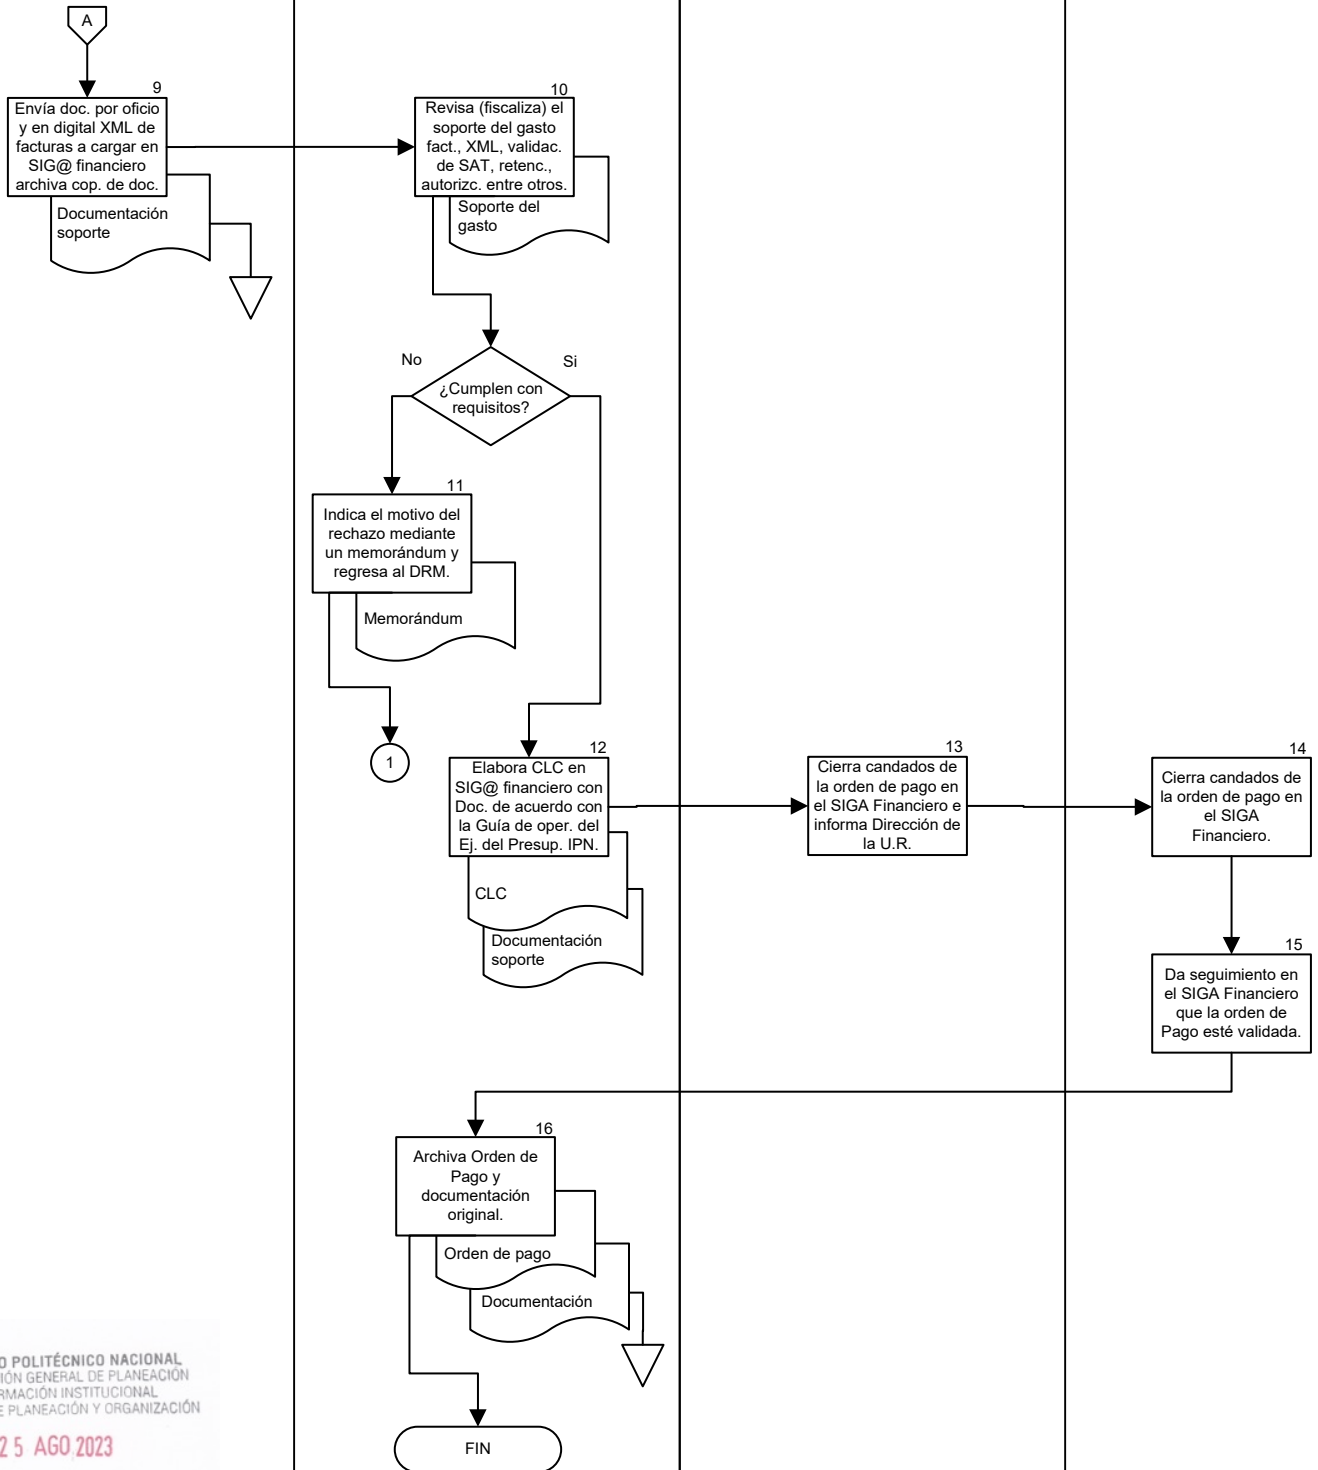 A
9
Envía doc. por oficio
y en digital XML de
facturas a cargar en
SIG@ financiero
archiva cop. de doc.
Documentación
soporte
10
Revisa (fiscaliza) el
soporte del gasto
fact., XML, validac.
de SAT, retenc.,
autorizc. entre otros.
Soporte del
gasto
No
Si
¿Cumplen con
requisitos?
11
Indica el motivo del
rechazo mediante
un memorándum y
regresa al DRM.
Memorándum
1
12
Elabora CLC en
SIG@ financiero con
Doc. de acuerdo con
la Guía de oper. del
Ej. del Presup. IPN.
CLC
Documentación
soporte
13
Cierra candados de
la orden de pago en
el SIGA Financiero e
informa Dirección de
la U.R.
14
Cierra candados de
la orden de pago en
el SIGA
Financiero.
15
Da seguimiento en
el SIGA Financiero
que la orden de
Pago esté validada.
16
Archiva Orden de
Pago y
documentación
original.
Orden de pago
Documentación
FIN
O POLITÉCNICO NACIONAL
IÓN GENERAL DE PLANEACIÓN
RMACIÓN INSTITUCIONAL
E PLANEACIÓN Y ORGANIZACIÓN
2 5 AGO 2023